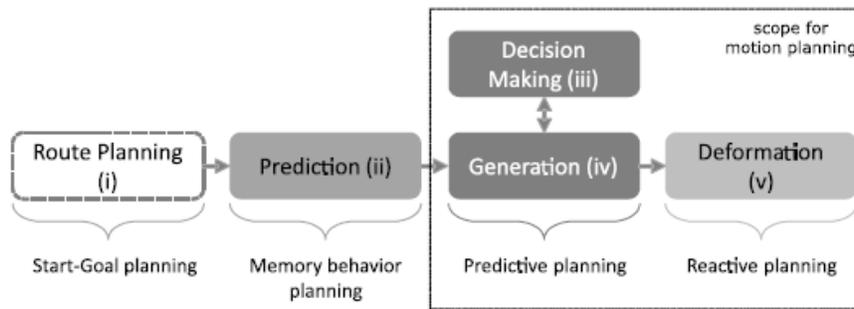 scope for
motion planning
Decision
Making (iii)
Route Planning
(i)
Prediction (ii)
Generation (iv)
Deformation
(v)
Start-Goal planning
Memory behavior
planning
Predictive planning
Reactive planning